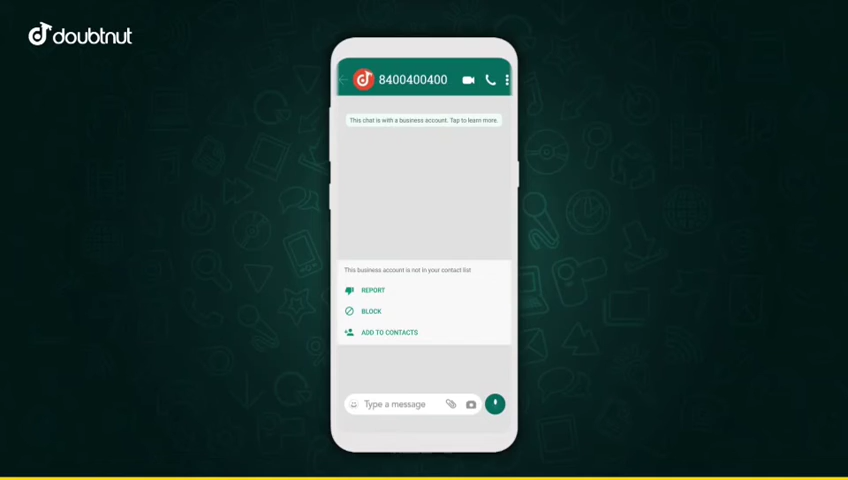 doubtnut
8400400400
This chat is with a business account. Tap to learn more.
This business account is not in your contact list
REPORT
BLOCK
ADD TO CONTACTS
Type a message